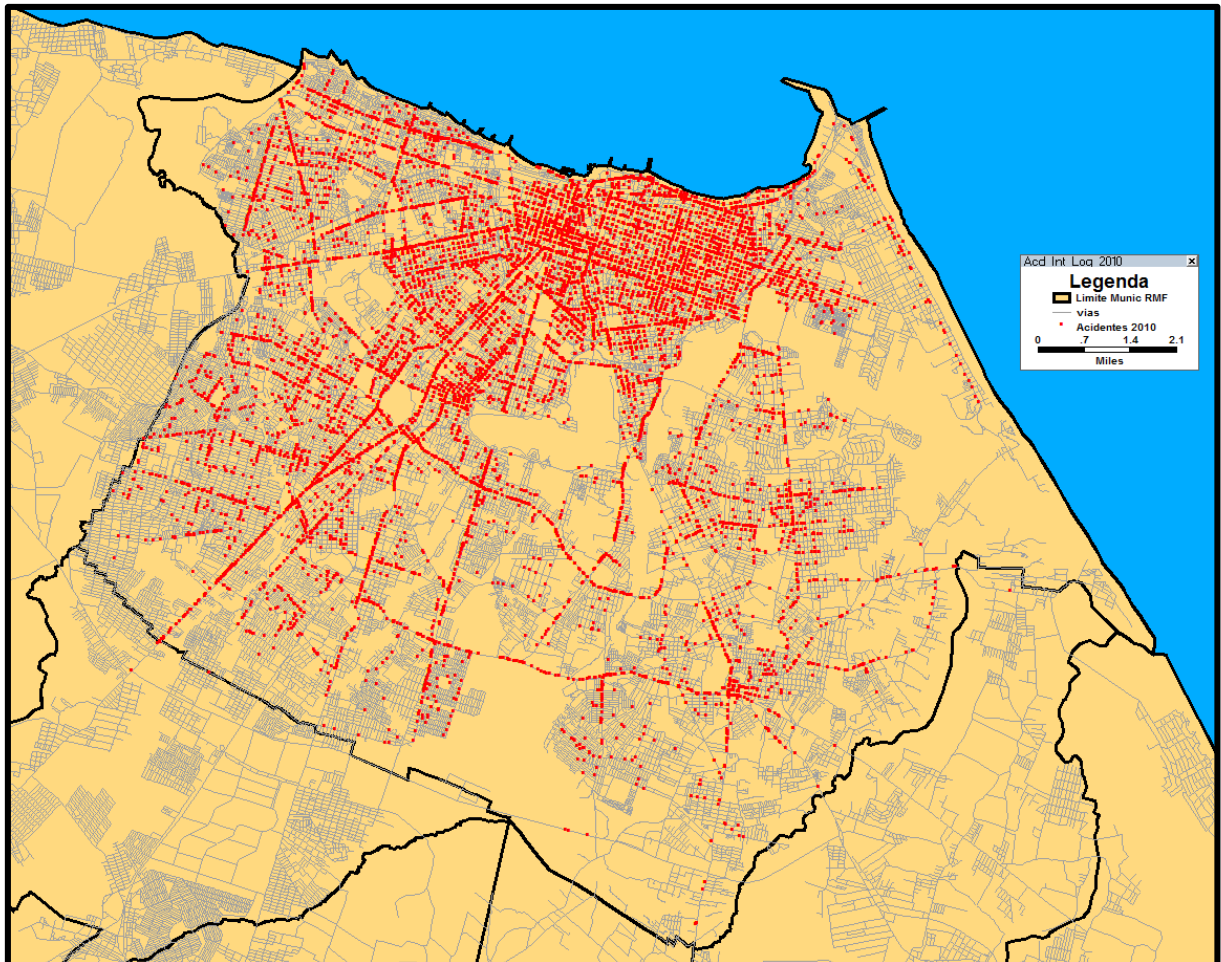 Acd Int Log 2010
Legenda
Limite Munic RMF
vias
Acidentes 2010
0 .7 1.4 2.1
Miles